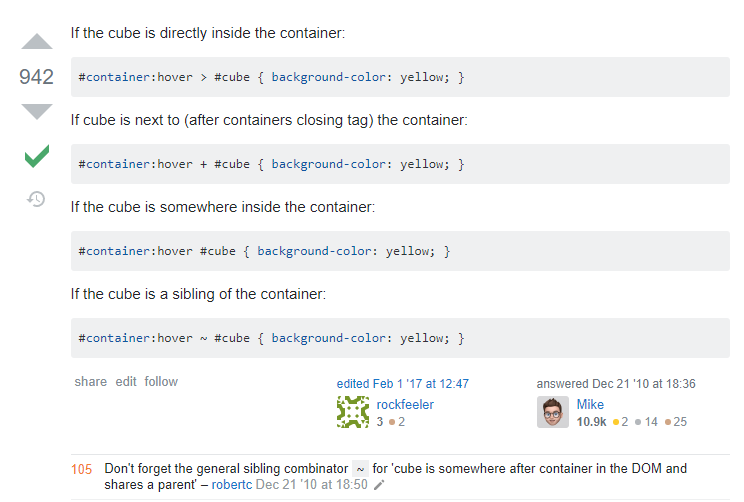 If the cube is directly inside the container:
942
#container:hover > #cube { background-color: yellow; }
If cube is next to (after containers closing tag) the container:
#container:hover + #cube { background-color: yellow; }
If the cube is somewhere inside the container:
#container:hover #cube { background-color: yellow; }
If the cube is a sibling of the container:
#container:hover ~ #cube { background-color: yellow; }
share edit follow
edited Feb 1 '17 at 12:47
rockfeeler
3 ●2
answered Dec 21 '10 at 18:36
Mike
10.9k ●2 ●14 ●25
105 Don't forget the general sibling combinator ~ for 'cube is somewhere after container in the DOM and
shares a parent' – robertc Dec 21 '10 at 18:50